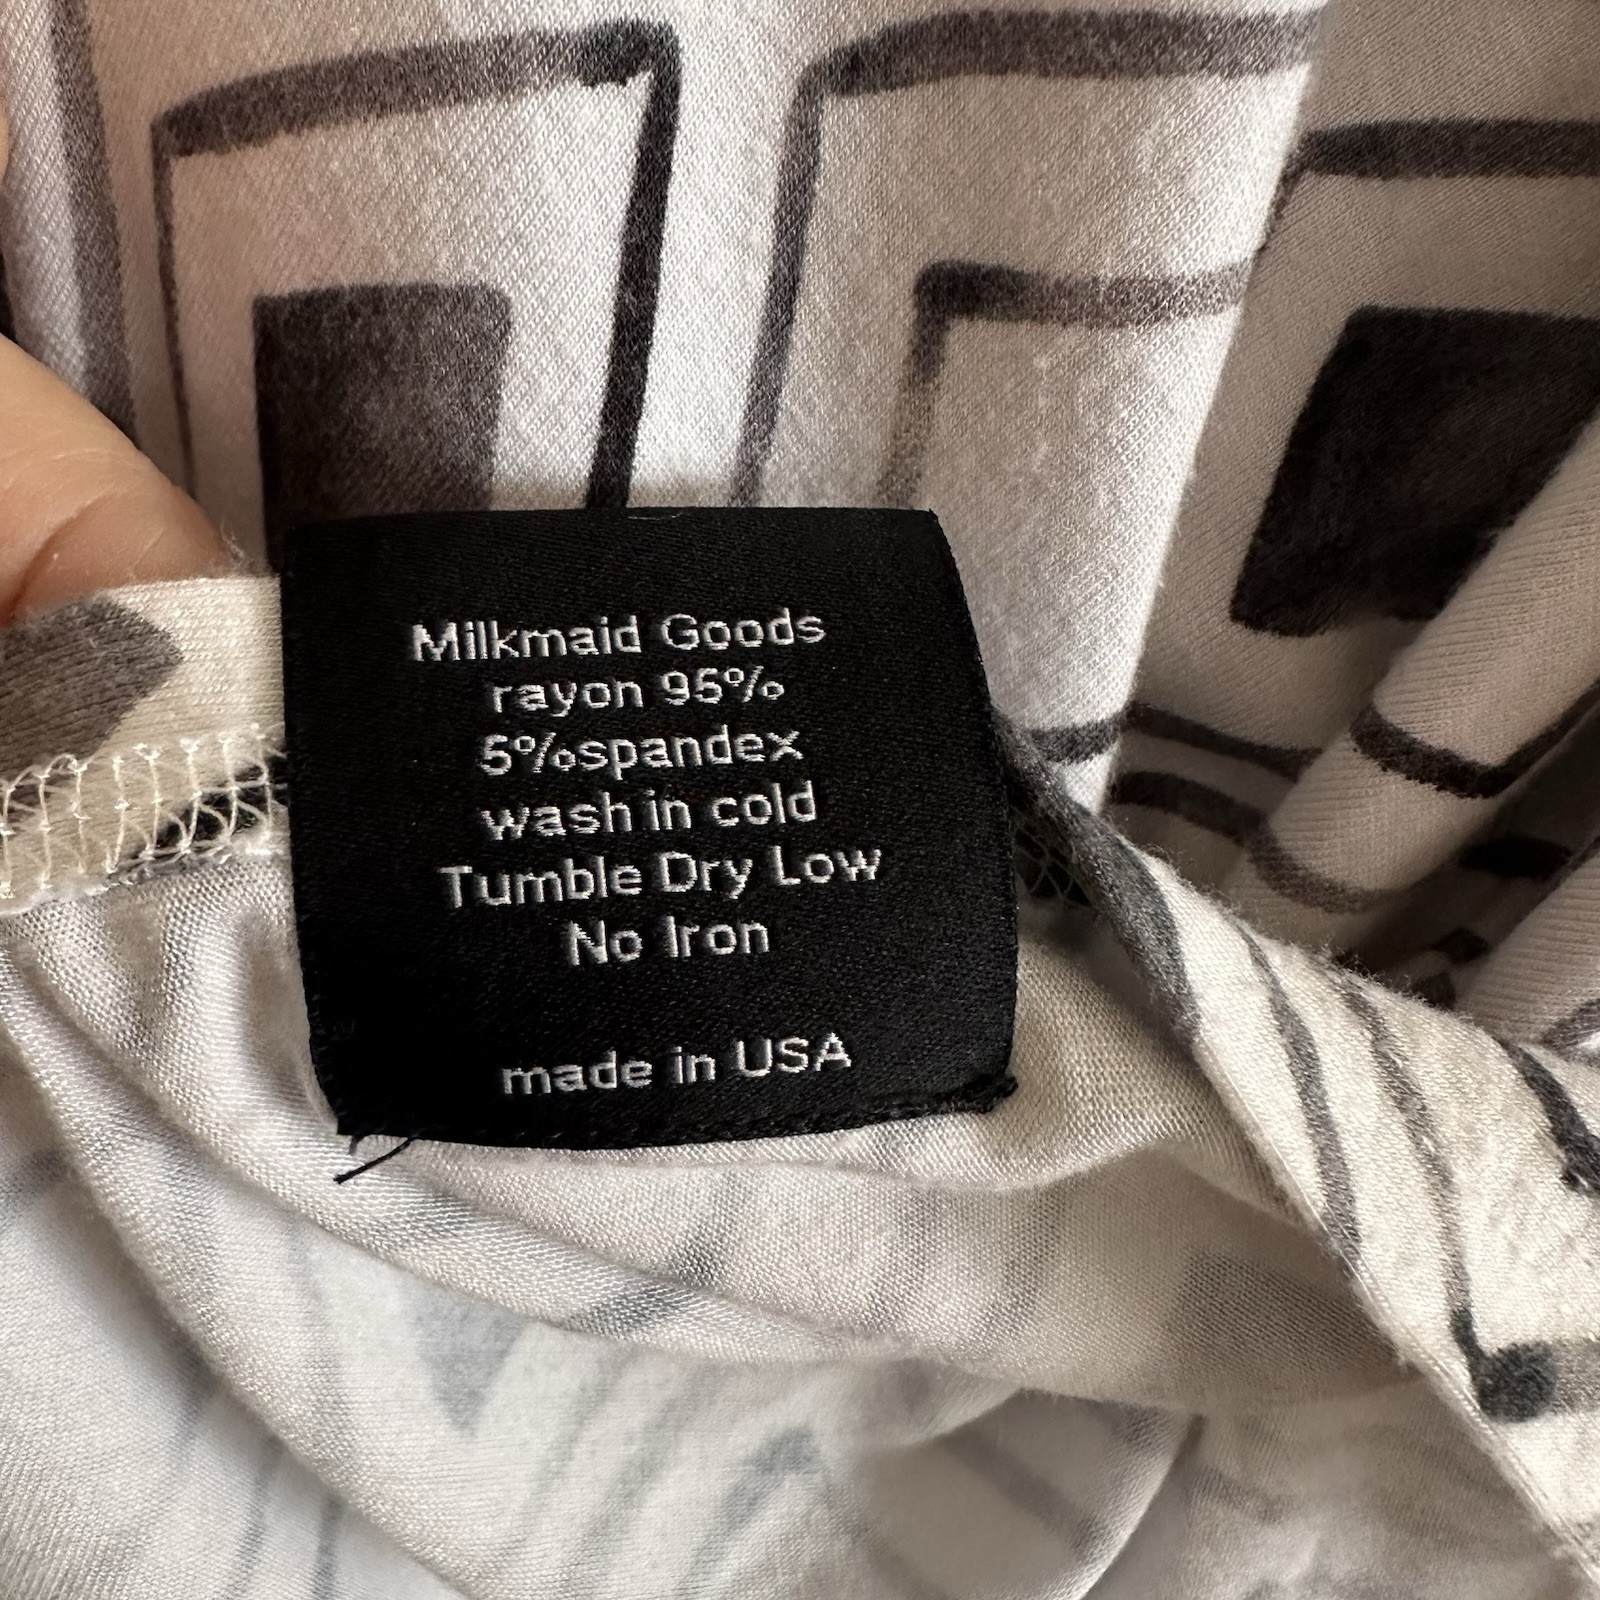 Milkmaid Goods
rayon 95%
5%spandex
wash in cold
Tumble Dry Low
No Iron
made in USA